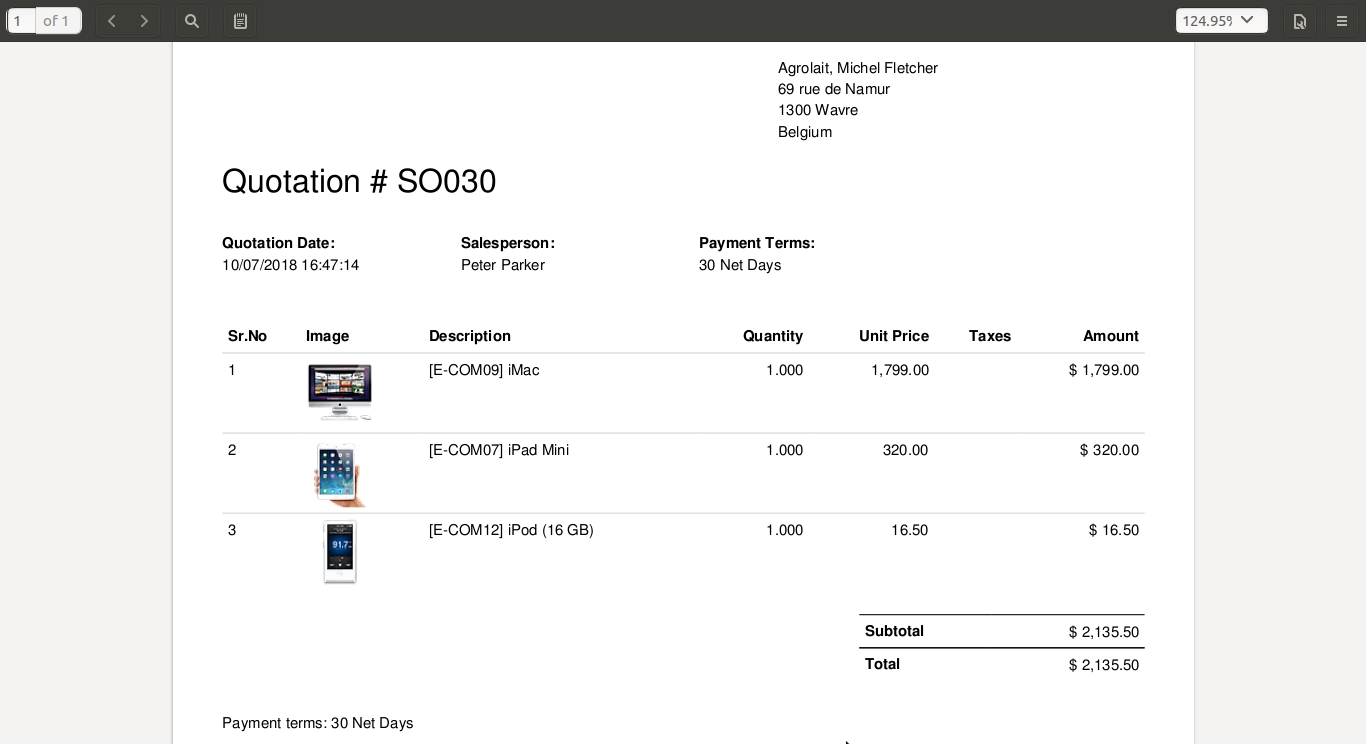 1 of 1 124.95%
Agrolait, Michel Fletcher
69 rue de Namur
1300 Wavre
Belgium
Quotation # SO030
Quotation Date: Salesperson: Payment Terms:
10/07/2018 16:47:14 Peter Parker 30 Net Days
Sr.No Image Description Quantity Unit Price Taxes Amount
1 [E-COM09] iMac 1.000 1,799.00 $ 1,799.00
2 [E-COM07] iPad Mini 1.000 320.00 $ 320.00
3 [E-COM12] iPod (16 GB) 1.000 16.50 $ 16.50
91.7
Subtotal $ 2,135.50
Total $ 2,135.50
Payment terms: 30 Net Days